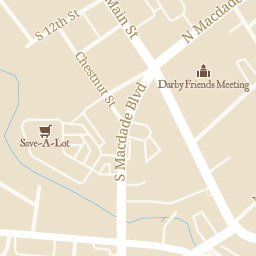 S 12th St
Main St
N Macdade
Chestnut St
Darby Friends Meeting
S Macdade Blvd
Save-A-Lot